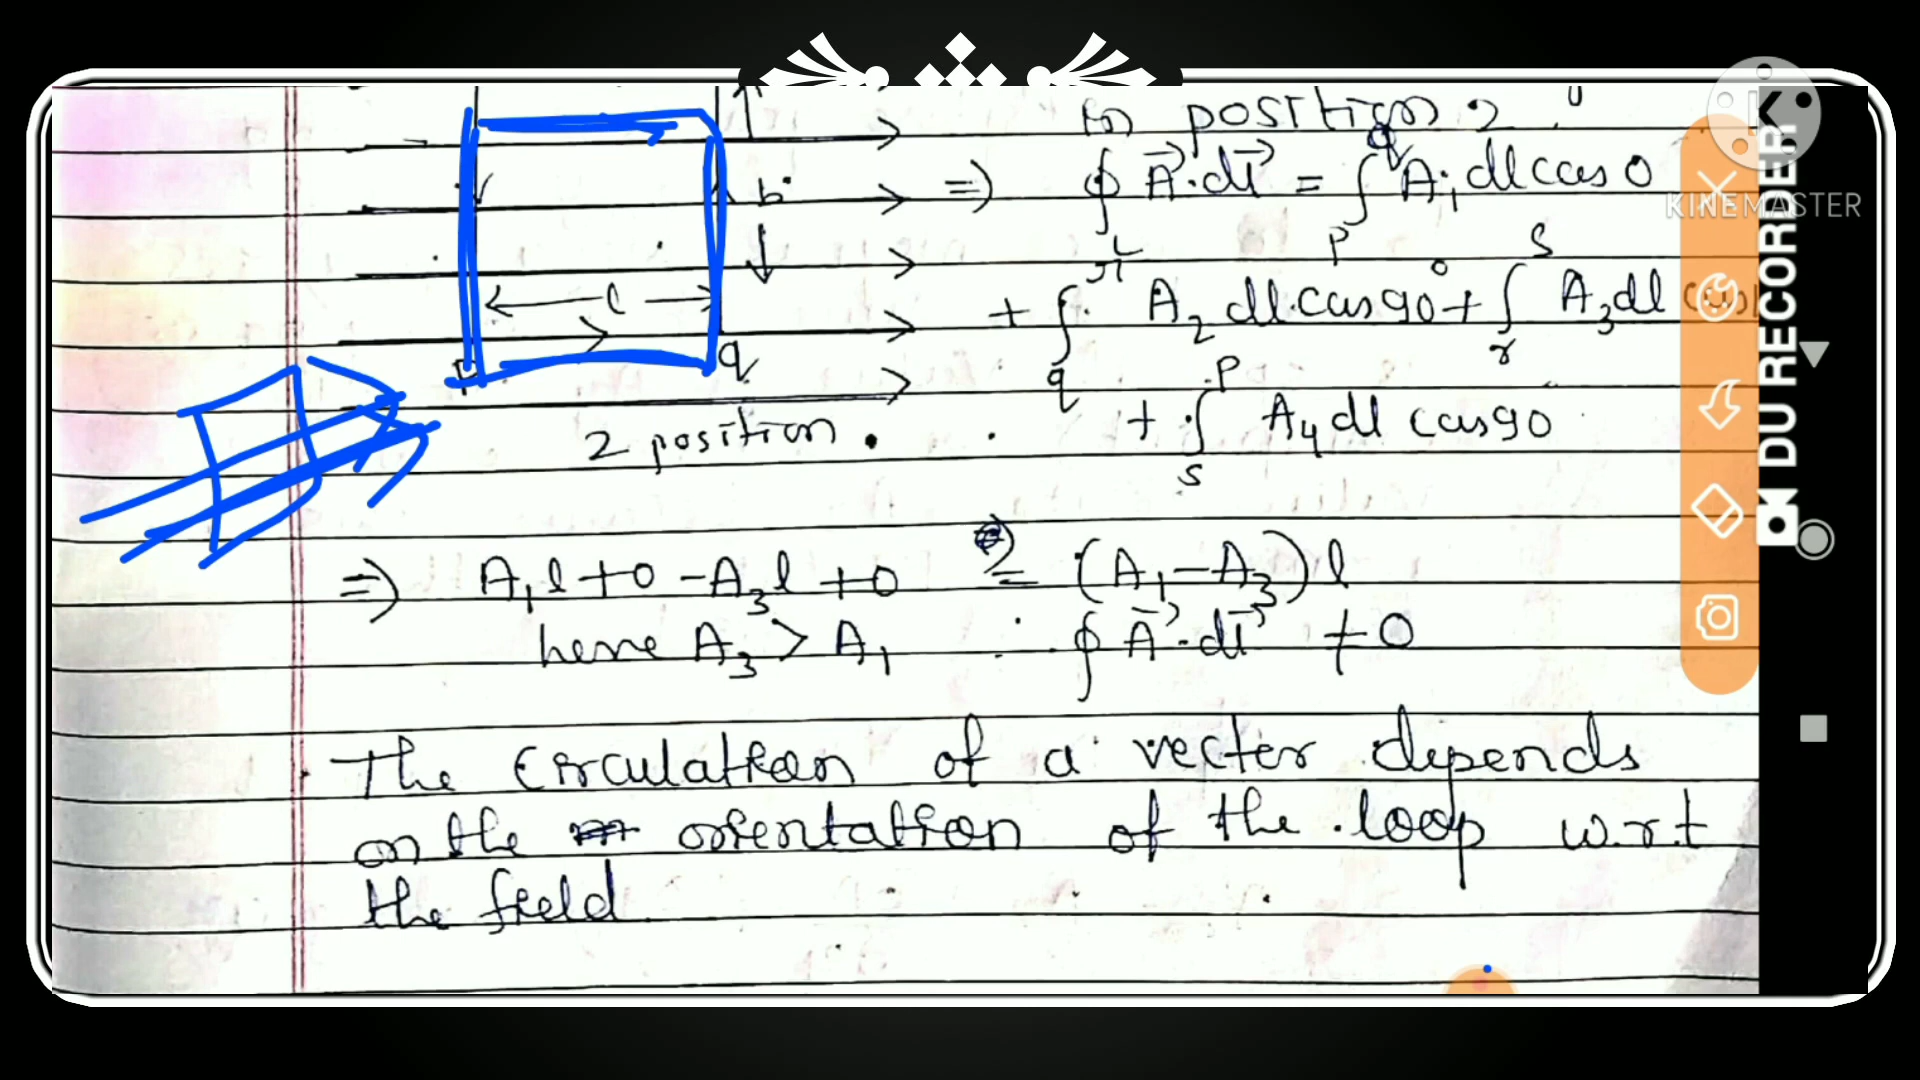 In position 2
b
=) ∮ A⃗·dl⃗ = ∫ A₁ dl cos 0
q
p
l
+ ∫ A₂ dl cos 90° + ∫ A₃ dl cos
r
q
s
r
P
q
2 position.
+ ∫ A₄ dl cos 90
p
s
=) A₁l + 0 - A₃l + 0 = (A₁ - A₃) l
here A₃ > A₁ ∴ ∮ A⃗·dl⃗ ≠ 0
The circulation of a vector depends
on the orientation of the loop w.r.t
the field
KINEMASTER
DU RECORDER